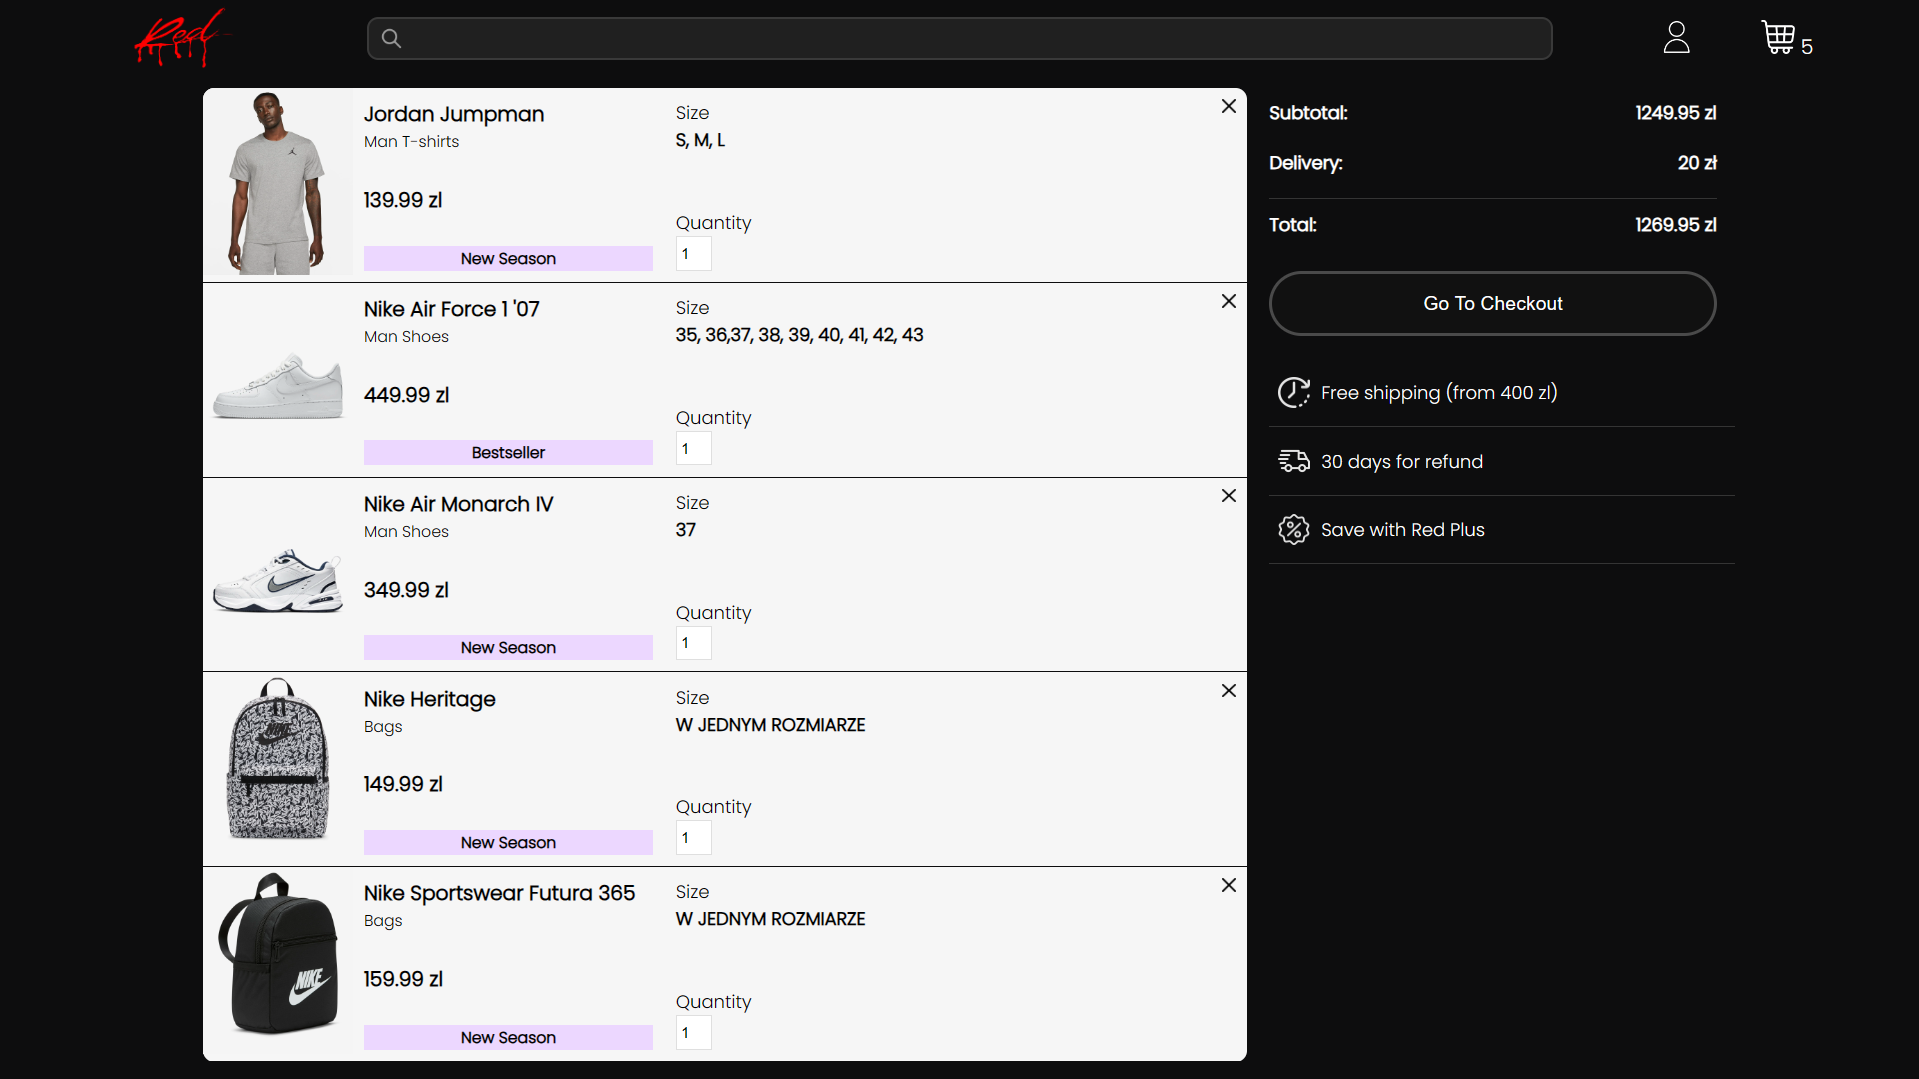 Red
5
Jordan Jumpman
Man T-shirts
139.99 zl
New Season
Size
S, M, L
Quantity
1
Nike Air Force 1 '07
Man Shoes
449.99 zl
Bestseller
Size
35, 36,37, 38, 39, 40, 41, 42, 43
Quantity
1
Nike Air Monarch IV
Man Shoes
349.99 zl
New Season
Size
37
Quantity
1
Nike Heritage
Bags
149.99 zl
New Season
Size
W JEDNYM ROZMIARZE
Quantity
1
NIKE
Nike Sportswear Futura 365
Bags
159.99 zl
New Season
Size
W JEDNYM ROZMIARZE
Quantity
1
Subtotal: 1249.95 zl
Delivery: 20 zł
Total: 1269.95 zl
Go To Checkout
Free shipping (from 400 zl)
30 days for refund
Save with Red Plus